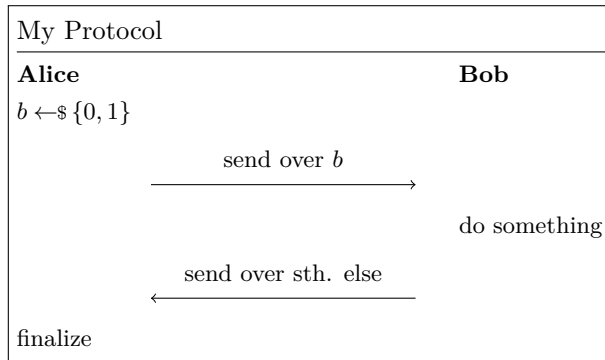 My Protocol
Alice Bob
b ←$ {0, 1}
send over b
do something
send over sth. else
finalize